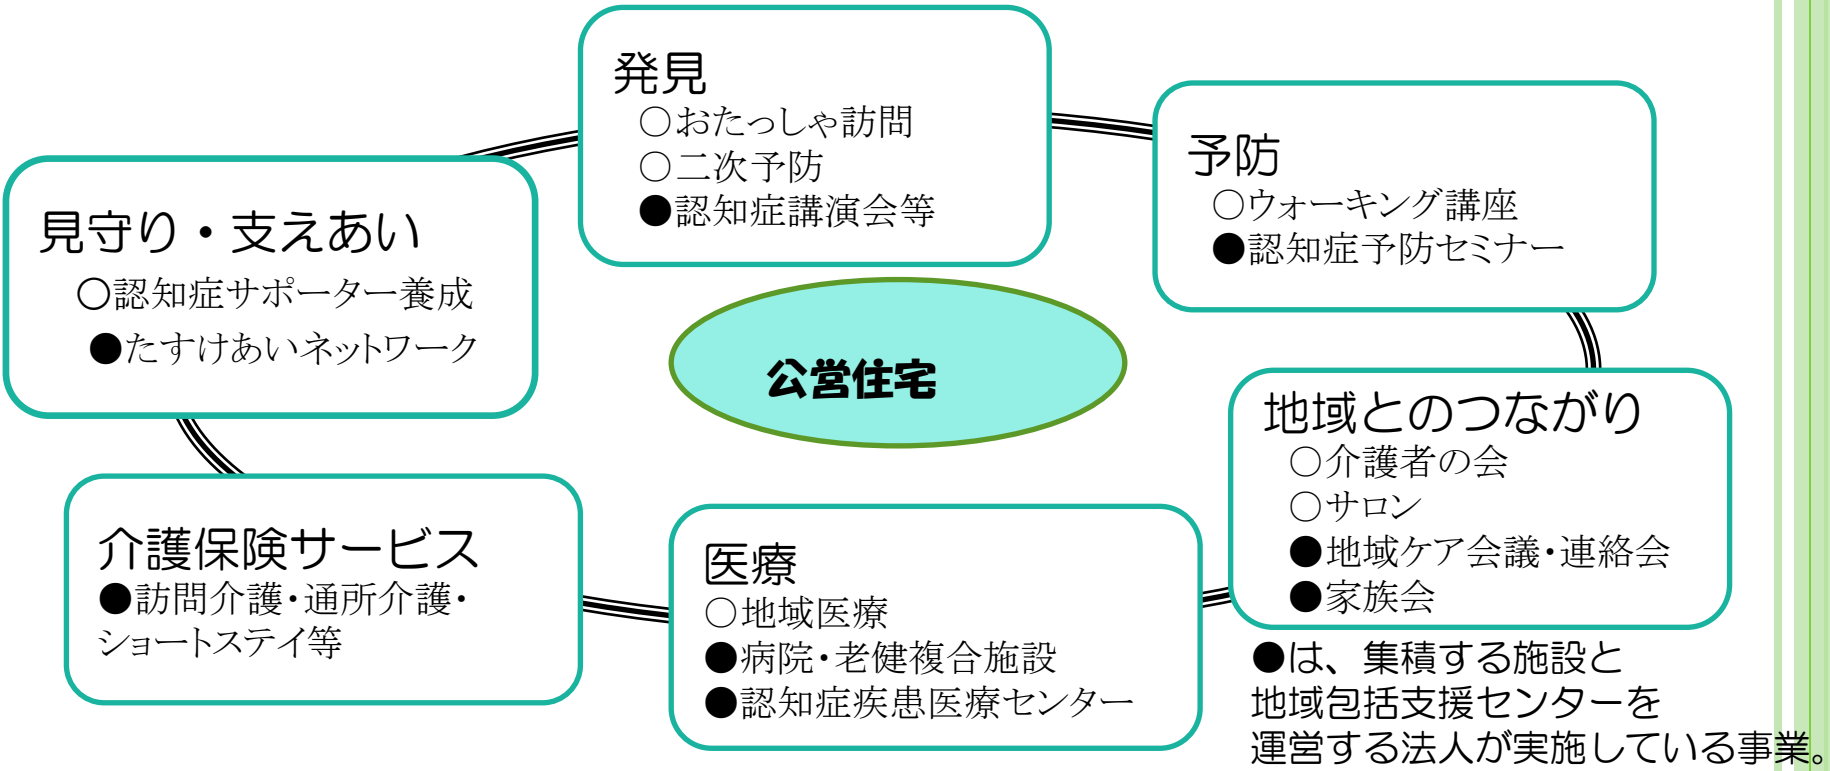 発見
○おたっしゃ訪問
○二次予防
●認知症講演会等
予防
○ウォーキング講座
●認知症予防セミナー
見守り・支えあい
○認知症サポーター養成
●たすけあいネットワーク
公営住宅
地域とのつながり
○介護者の会
○サロン
●地域ケア会議・連絡会
●家族会
介護保険サービス
●訪問介護・通所介護・
ショートステイ等
医療
○地域医療
●病院・老健複合施設
●認知症疾患医療センター
●は、集積する施設と
地域包括支援センターを
運営する法人が実施している事業。